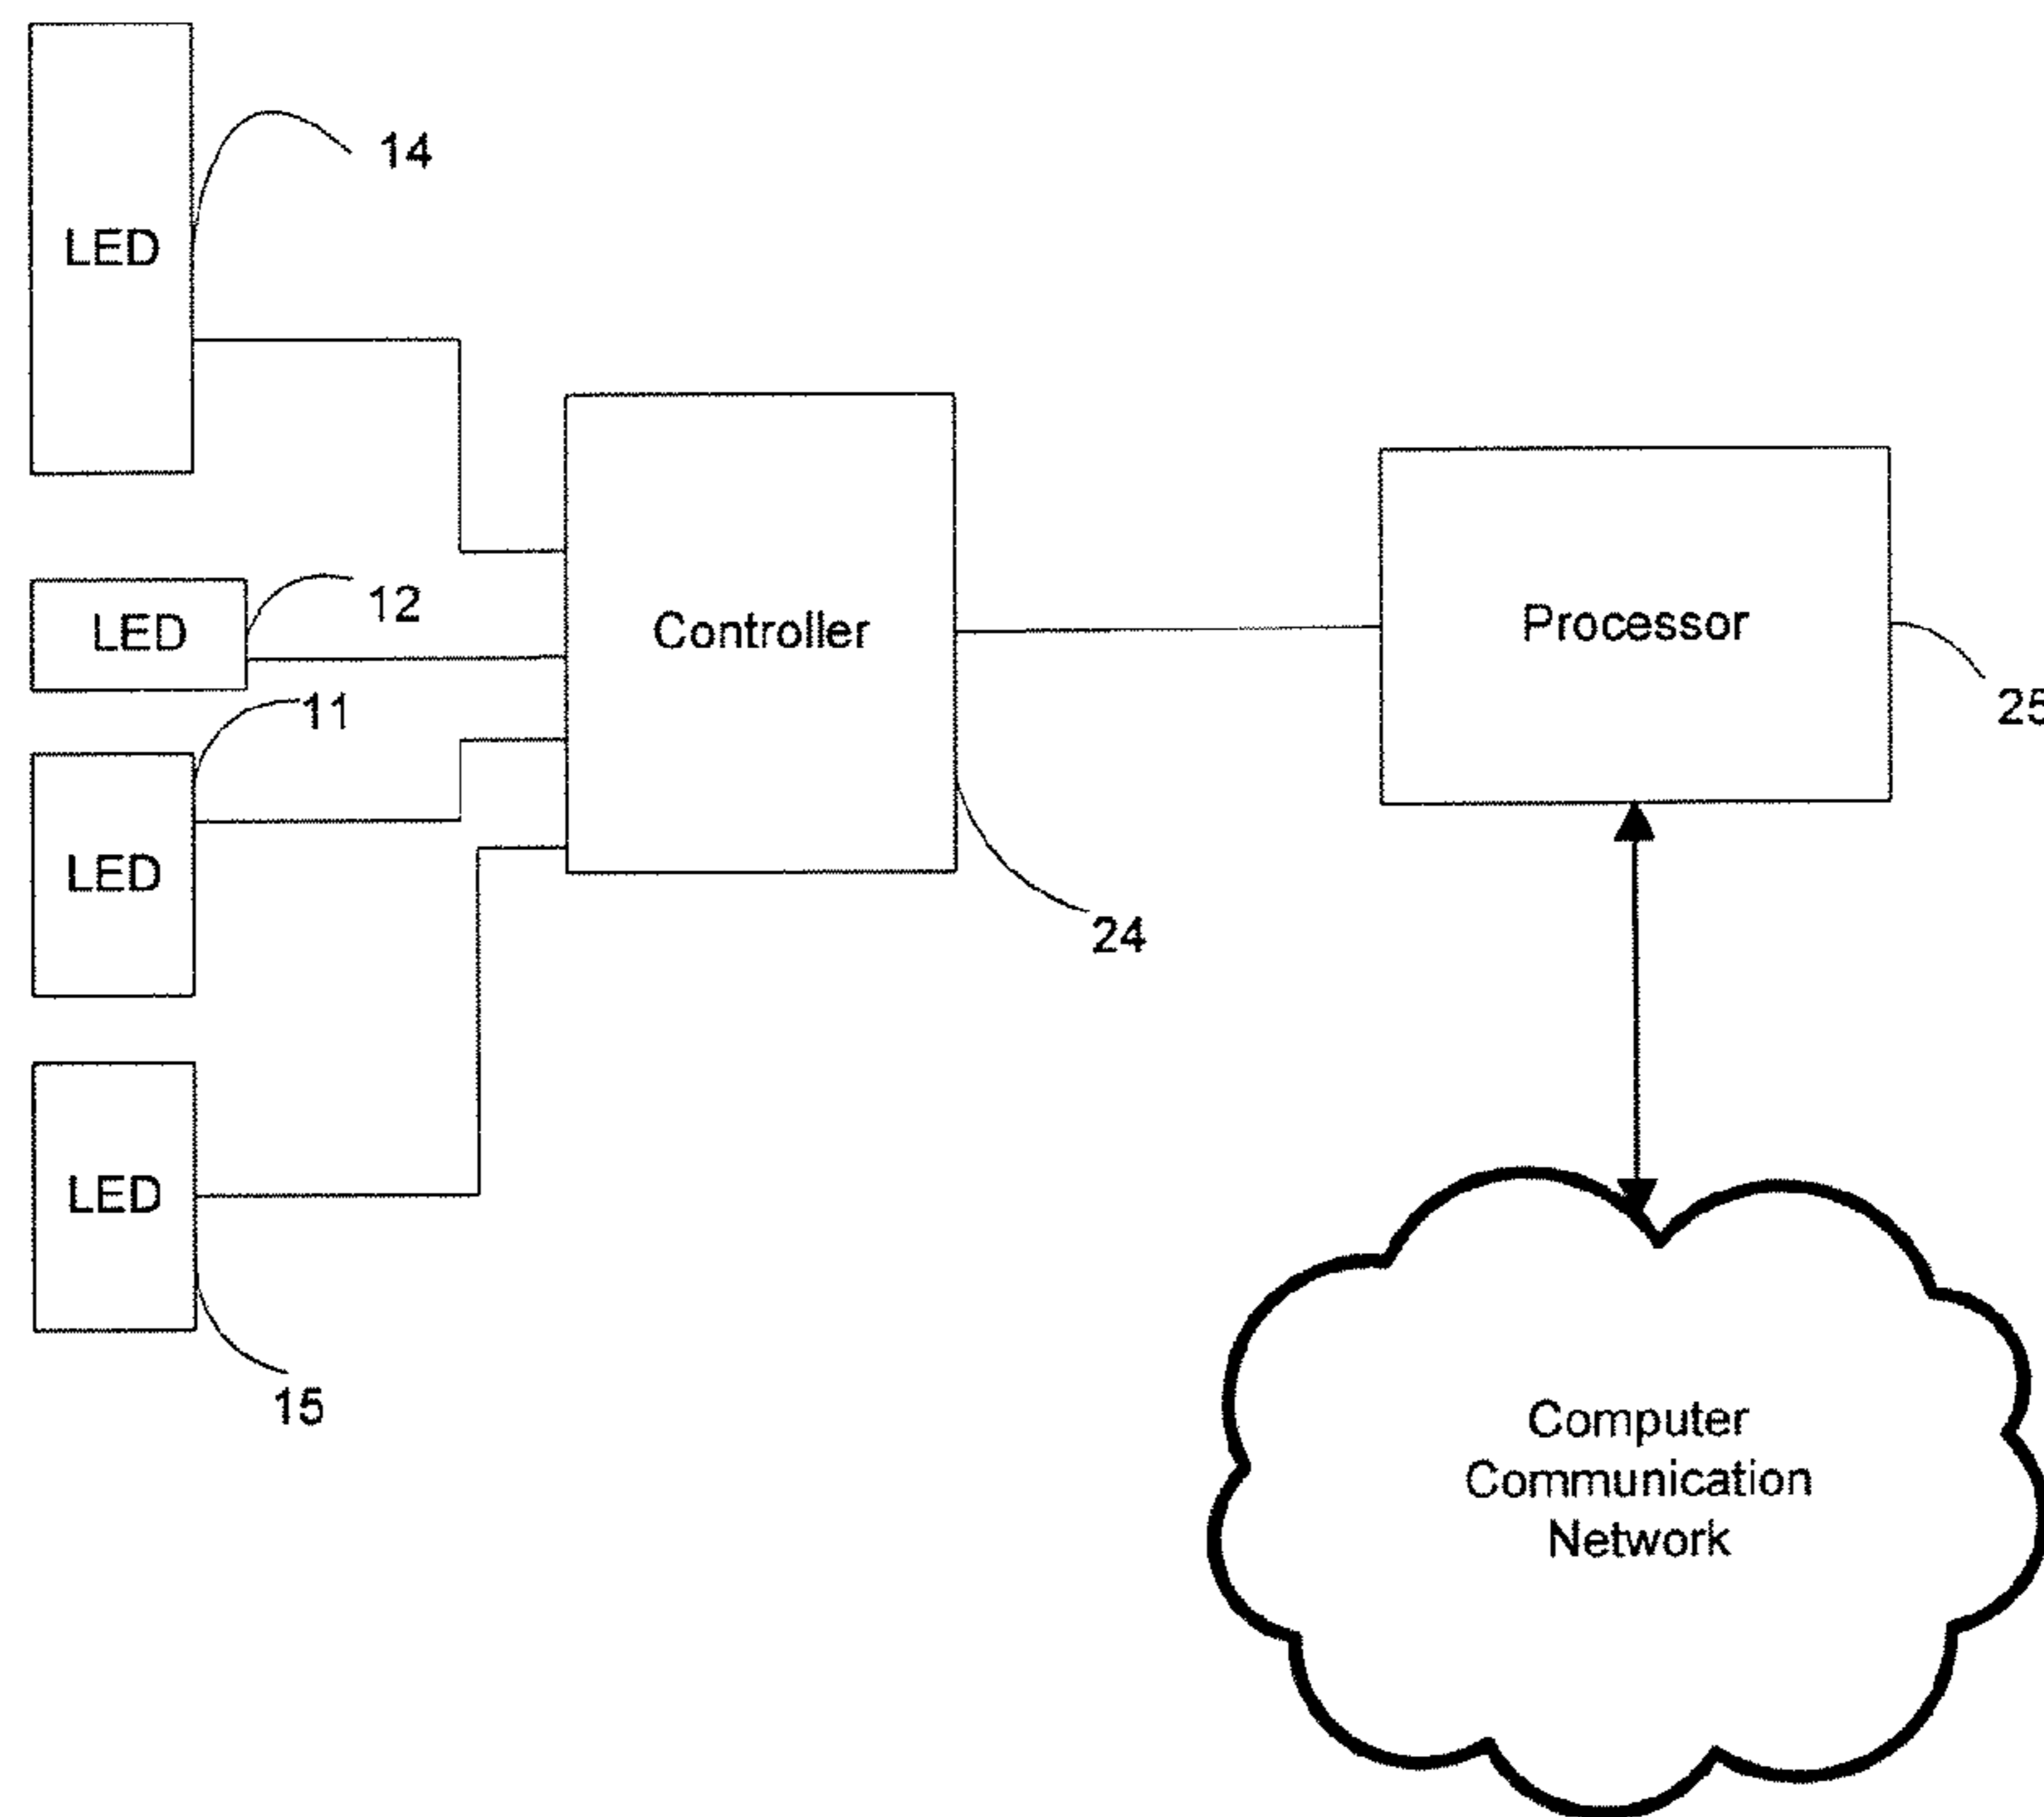 14
LED
12
LED
Controller
Processor
11
25
LED
24
LED
15
Computer
Communication
Network